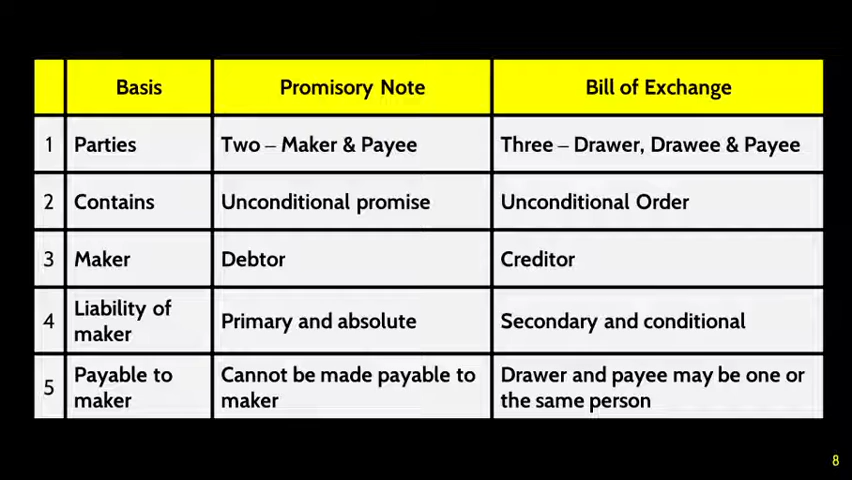 Basis Promisory Note Bill of Exchange
1 Parties Two – Maker & Payee Three – Drawer, Drawee & Payee
2 Contains Unconditional promise Unconditional Order
3 Maker Debtor Creditor
4 Liability of maker Primary and absolute Secondary and conditional
5 Payable to maker Cannot be made payable to maker Drawer and payee may be one or the same person
8